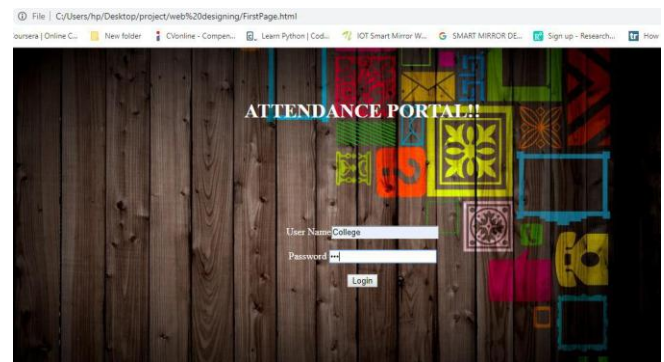 File | C:/Users/hp/Desktop/project/web%20designing/FirstPage.html
oursera | Online C... New folder CVonline - Compen... Learn Python | Cod... IOT Smart Mirror W... G SMART MIRROR DE... Sign up - Research... tr How
ATTENDANCE PORTAL!!
User Name College
Password •••
Login